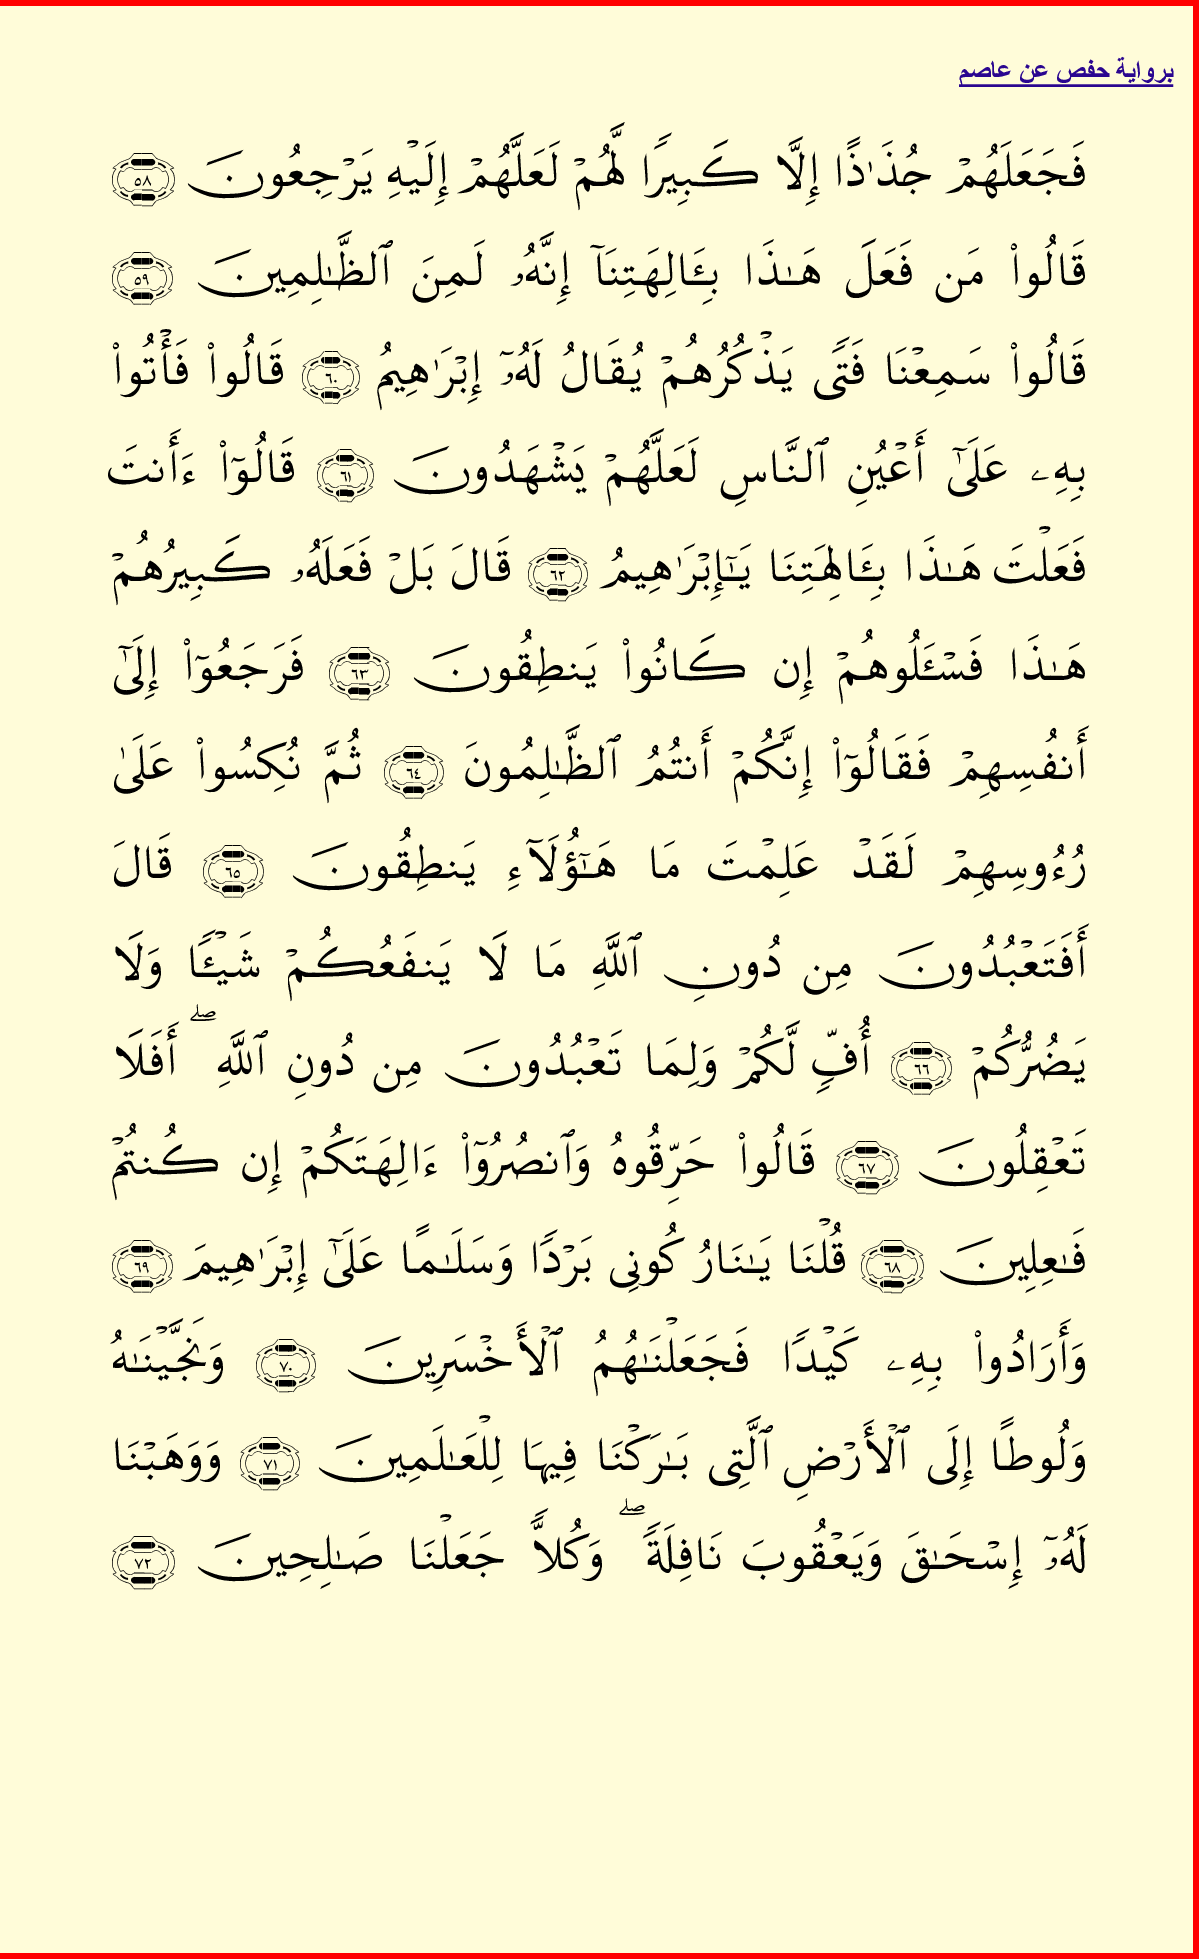 برواية حفص عن عاصم
فَجَعَلَهُمْ جُذَٰذًا إِلَّا كَبِيرًا لَّهُمْ لَعَلَّهُمْ إِلَيْهِ يَرْجِعُونَ ٥٨
قَالُوا۟ مَن فَعَلَ هَـٰذَا بِـَٔالِهَتِنَآ إِنَّهُۥ لَمِنَ ٱلظَّـٰلِمِينَ ٥٩
قَالُوا۟ سَمِعْنَا فَتًى يَذْكُرُهُمْ يُقَالُ لَهُۥٓ إِبْرَٰهِيمُ ٦٠ قَالُوا۟ فَأْتُوا۟
بِهِۦ عَلَىٰٓ أَعْيُنِ ٱلنَّاسِ لَعَلَّهُمْ يَشْهَدُونَ ٦١ قَالُوٓا۟ ءَأَنتَ
فَعَلْتَ هَـٰذَا بِـَٔالِهَتِنَا يَـٰٓإِبْرَٰهِيمُ ٦٢ قَالَ بَلْ فَعَلَهُۥ كَبِيرُهُمْ
هَـٰذَا فَسْـَٔلُوهُمْ إِن كَانُوا۟ يَنطِقُونَ ٦٣ فَرَجَعُوٓا۟ إِلَىٰٓ
أَنفُسِهِمْ فَقَالُوٓا۟ إِنَّكُمْ أَنتُمُ ٱلظَّـٰلِمُونَ ٦٤ ثُمَّ نُكِسُوا۟ عَلَىٰ
رُءُوسِهِمْ لَقَدْ عَلِمْتَ مَا هَـٰٓؤُلَآءِ يَنطِقُونَ ٦٥ قَالَ
أَفَتَعْبُدُونَ مِن دُونِ ٱللَّهِ مَا لَا يَنفَعُكُمْ شَيْـًٔا وَلَا
يَضُرُّكُمْ ٦٦ أُفٍّ لَّكُمْ وَلِمَا تَعْبُدُونَ مِن دُونِ ٱللَّهِ ۖ أَفَلَا
تَعْقِلُونَ ٦٧ قَالُوا۟ حَرِّقُوهُ وَٱنصُرُوٓا۟ ءَالِهَتَكُمْ إِن كُنتُمْ
فَـٰعِلِينَ ٦٨ قُلْنَا يَـٰنَارُ كُونِى بَرْدًا وَسَلَـٰمًا عَلَىٰٓ إِبْرَٰهِيمَ ٦٩
وَأَرَادُوا۟ بِهِۦ كَيْدًا فَجَعَلْنَـٰهُمُ ٱلْأَخْسَرِينَ ٧٠ وَنَجَّيْنَـٰهُ
وَلُوطًا إِلَى ٱلْأَرْضِ ٱلَّتِى بَـٰرَكْنَا فِيهَا لِلْعَـٰلَمِينَ ٧١ وَوَهَبْنَا
لَهُۥٓ إِسْحَـٰقَ وَيَعْقُوبَ نَافِلَةً ۖ وَكُلًّا جَعَلْنَا صَـٰلِحِينَ ٧٢